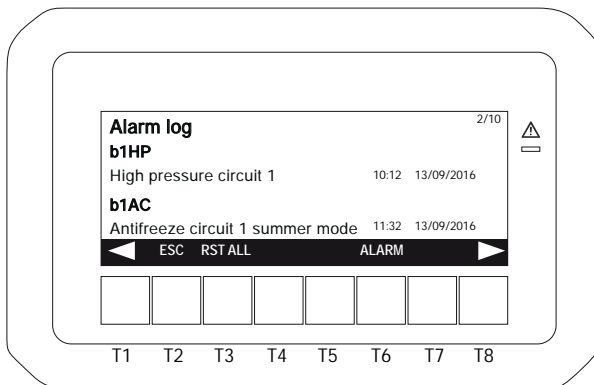 Alarm log 2/10
b1HP
High pressure circuit 1 10:12 13/09/2016
b1AC
Antifreeze circuit 1 summer mode 11:32 13/09/2016
ESC RST ALL ALARM
T1 T2 T3 T4 T5 T6 T7 T8